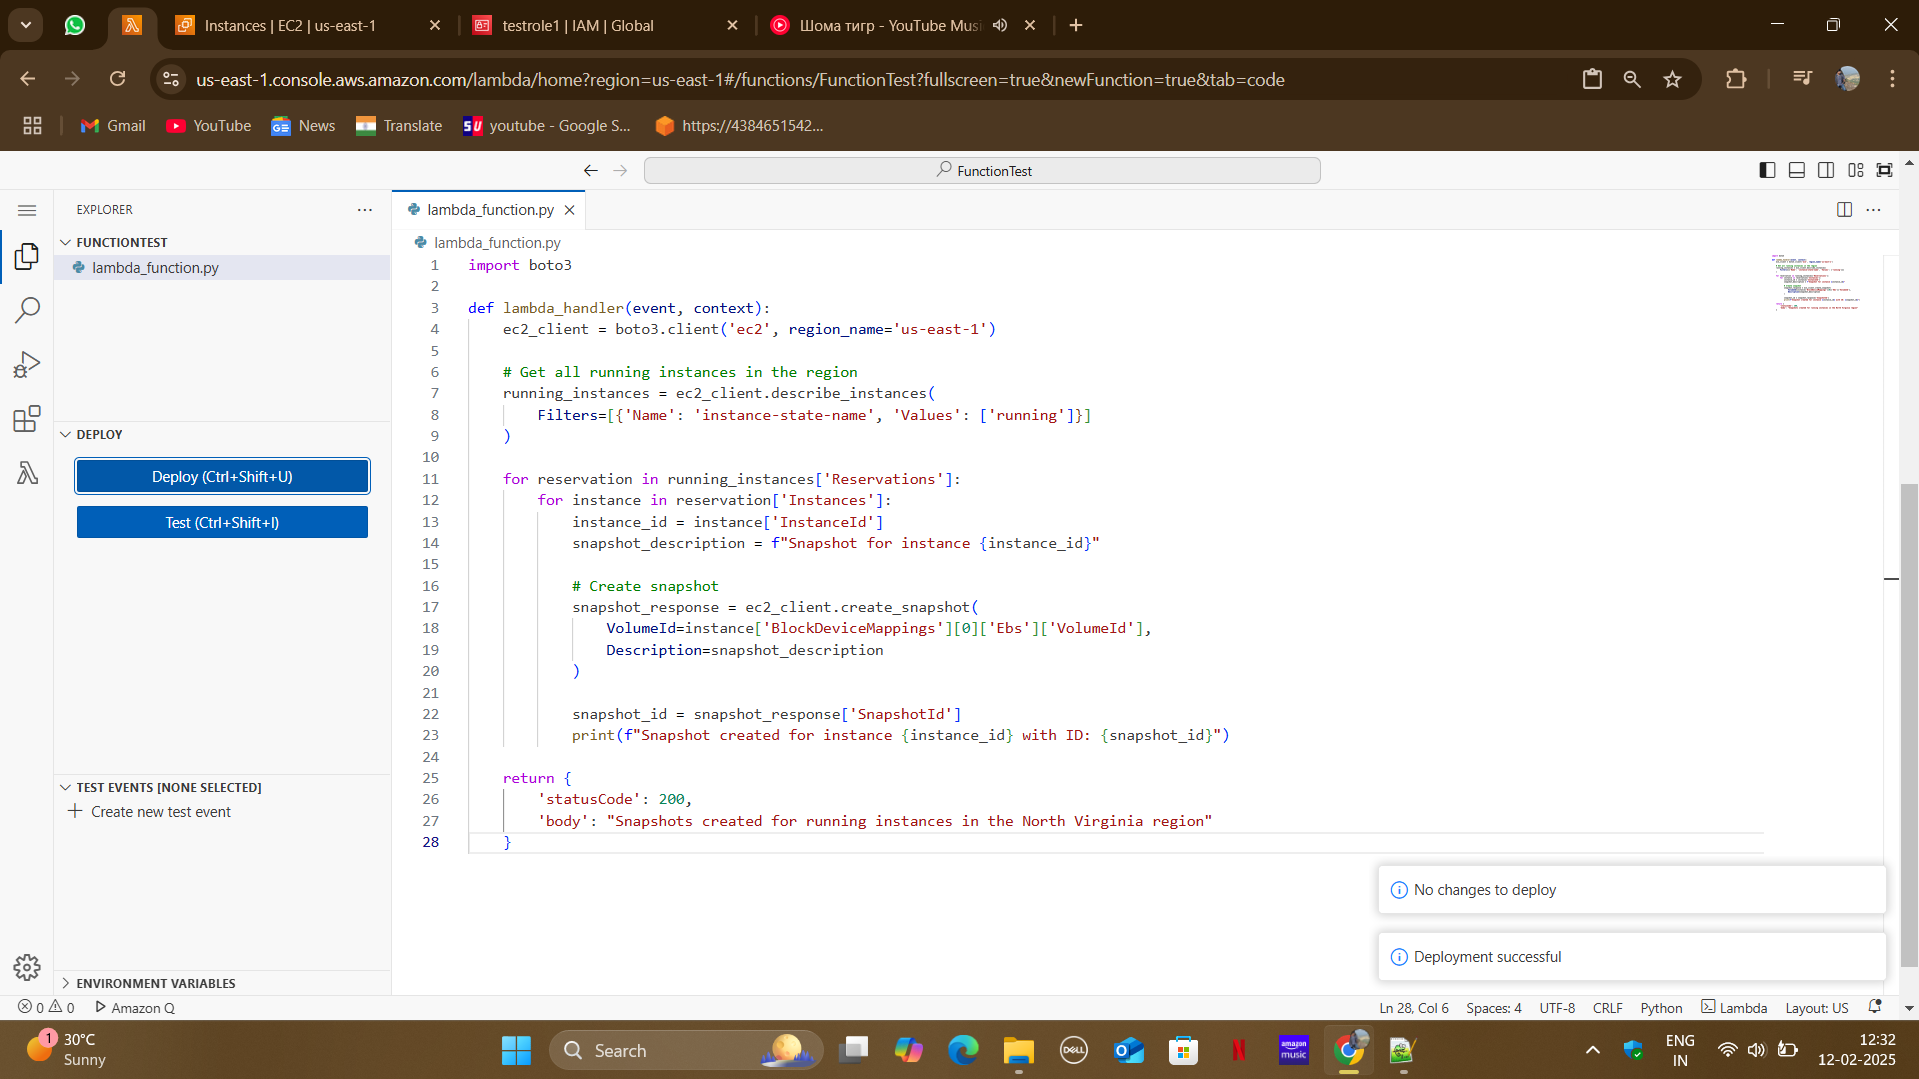 Instances | EC2 | us-east-1
testrole1 | IAM | Global
Шома тигр - YouTube Mus
us-east-1.console.aws.amazon.com/lambda/home?region=us-east-1#/functions/FunctionTest?fullscreen=true&newFunction=true&tab=code
Gmail
YouTube
News
Translate
youtube - Google S...
https://4384651542...
FunctionTest
EXPLORER
FUNCTIONTEST
lambda_function.py
DEPLOY
Deploy (Ctrl+Shift+U)
Test (Ctrl+Shift+I)
TEST EVENTS [NONE SELECTED]
Create new test event
ENVIRONMENT VARIABLES
lambda_function.py
lambda_function.py
1 import boto3
2
3 def lambda_handler(event, context):
4 ec2_client = boto3.client('ec2', region_name='us-east-1')
5
6 # Get all running instances in the region
7 running_instances = ec2_client.describe_instances(
8 Filters=[{'Name': 'instance-state-name', 'Values': ['running']}]
9 )
10
11 for reservation in running_instances['Reservations']:
12 for instance in reservation['Instances']:
13 instance_id = instance['InstanceId']
14 snapshot_description = f"Snapshot for instance {instance_id}"
15
16 # Create snapshot
17 snapshot_response = ec2_client.create_snapshot(
18 VolumeId=instance['BlockDeviceMappings'][0]['Ebs']['VolumeId'],
19 Description=snapshot_description
20 )
21
22 snapshot_id = snapshot_response['SnapshotId']
23 print(f"Snapshot created for instance {instance_id} with ID: {snapshot_id}")
24
25 return {
26 'statusCode': 200,
27 'body': "Snapshots created for running instances in the North Virginia region"
28 }
No changes to deploy
Deployment successful
0 0 Amazon Q
Ln 28, Col 6
Spaces: 4
UTF-8
CRLF
Python
Lambda
Layout: US
1
30°C
Sunny
Search
DELL
amazon music
ENG
IN
12:32
12-02-2025